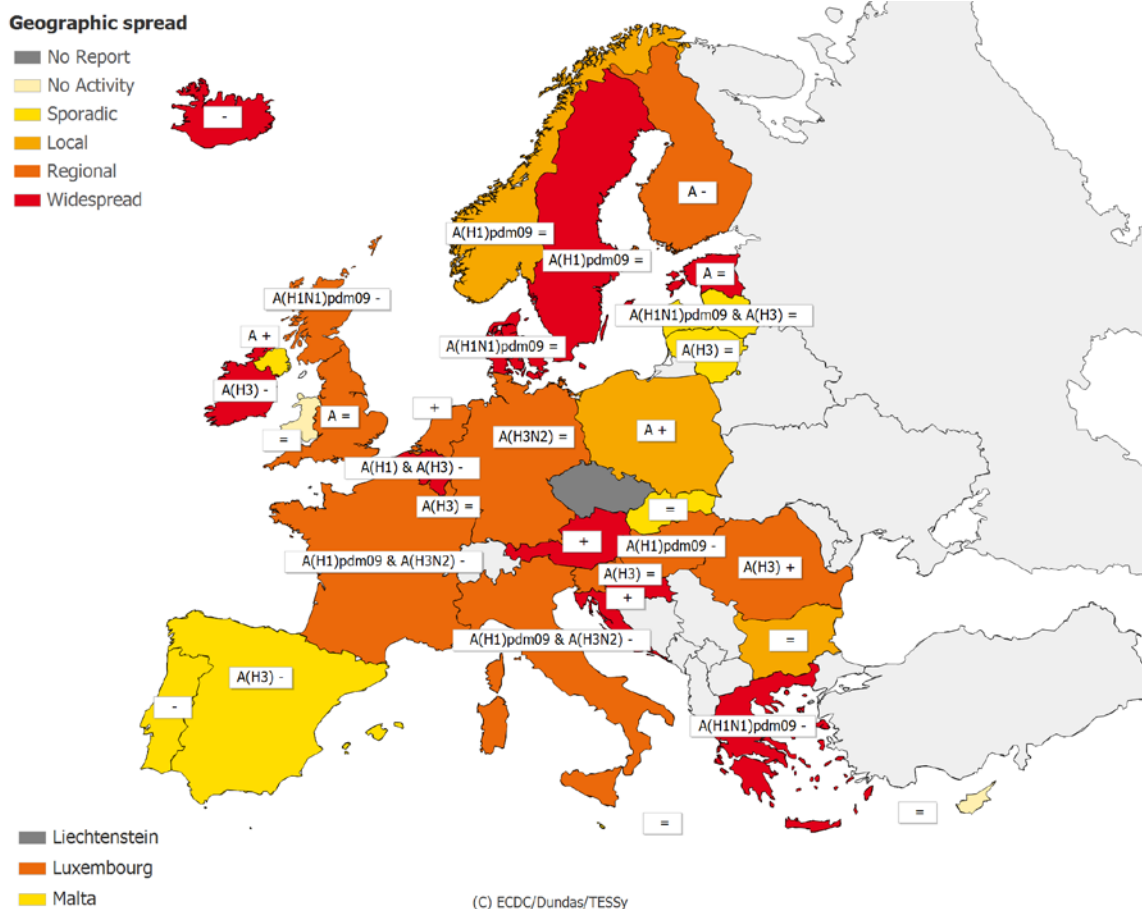 Geographic spread
No Report
No Activity
Sporadic
Local
Regional
Widespread
-
A -
A(H1)pdm09 =
A(H1)pdm09 =
A =
A(H1N1)pdm09 -
A(H1N1)pdm09 & A(H3) =
A +
A(H1N1)pdm09 =
A(H3) =
A(H3) -
+
A =
A(H3N2) =
A +
=
A(H1) & A(H3) -
A(H3) =
=
+
A(H1)pdm09 -
A(H1)pdm09 & A(H3N2) -
A(H3) =
A(H3) +
+
A(H1)pdm09 & A(H3N2) -
=
A(H3) -
-
A(H1N1)pdm09 -
=
=
Liechtenstein
Luxembourg
Malta
(C) ECDC/Dundas/TESSy